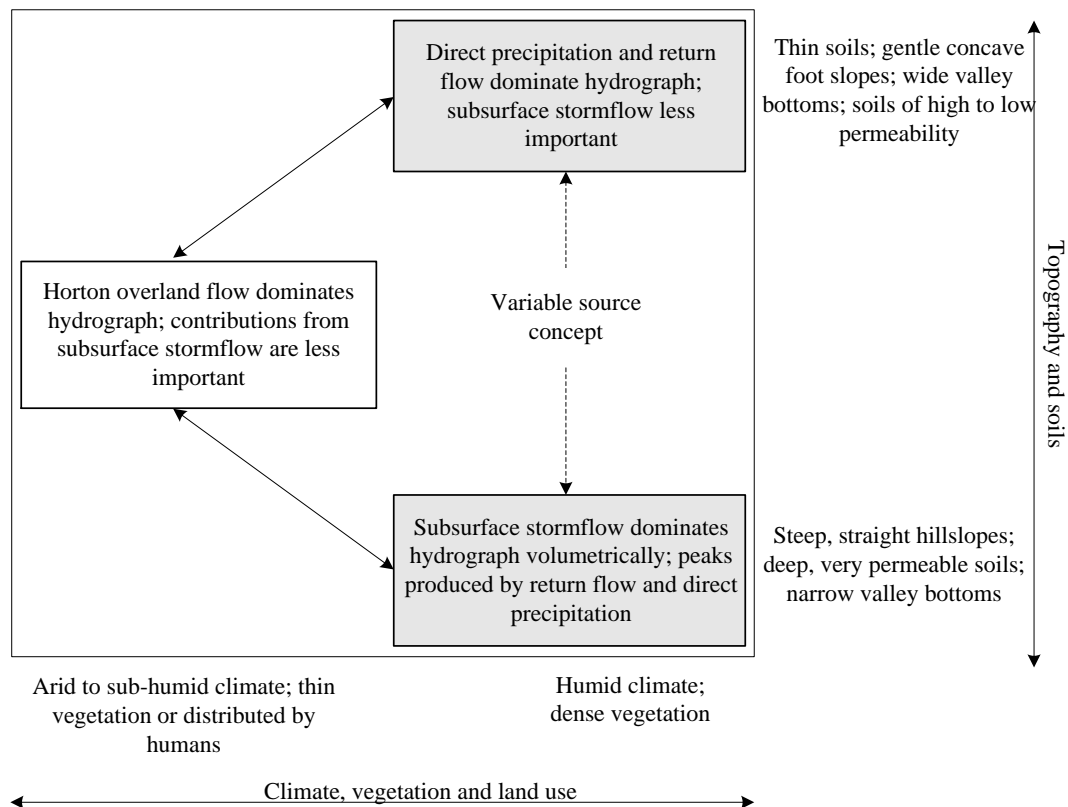 Direct precipitation and return
flow dominate hydrograph;
subsurface stormflow less
important
Thin soils; gentle concave
foot slopes; wide valley
bottoms; soils of high to low
permeability
Horton overland flow dominates
hydrograph; contributions from
subsurface stormflow are less
important
Variable source
concept
Topography and soils
Subsurface stormflow dominates
hydrograph volumetrically; peaks
produced by return flow and direct
precipitation
Steep, straight hillslopes;
deep, very permeable soils;
narrow valley bottoms
Arid to sub-humid climate; thin
vegetation or distributed by
humans
Humid climate;
dense vegetation
Climate, vegetation and land use